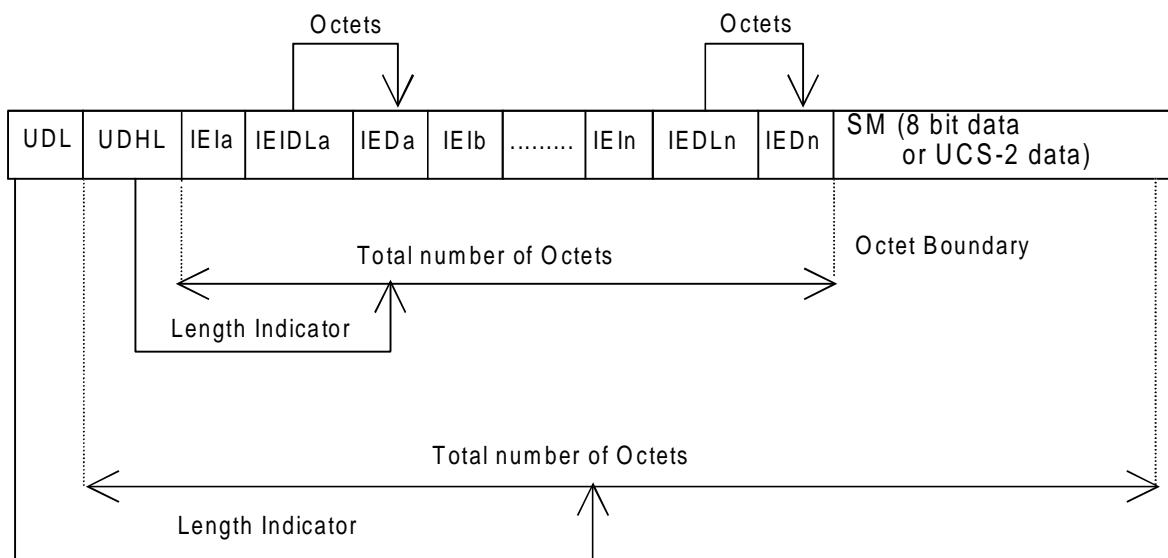 Octets Octets
UDL UDHL IEIa IEIDLa IEDa IEIb ......... IEIn IEDLn IEDn SM (8 bit data
or UCS-2 data)
Total number of Octets Octet Boundary
Length Indicator
Total number of Octets
Length Indicator